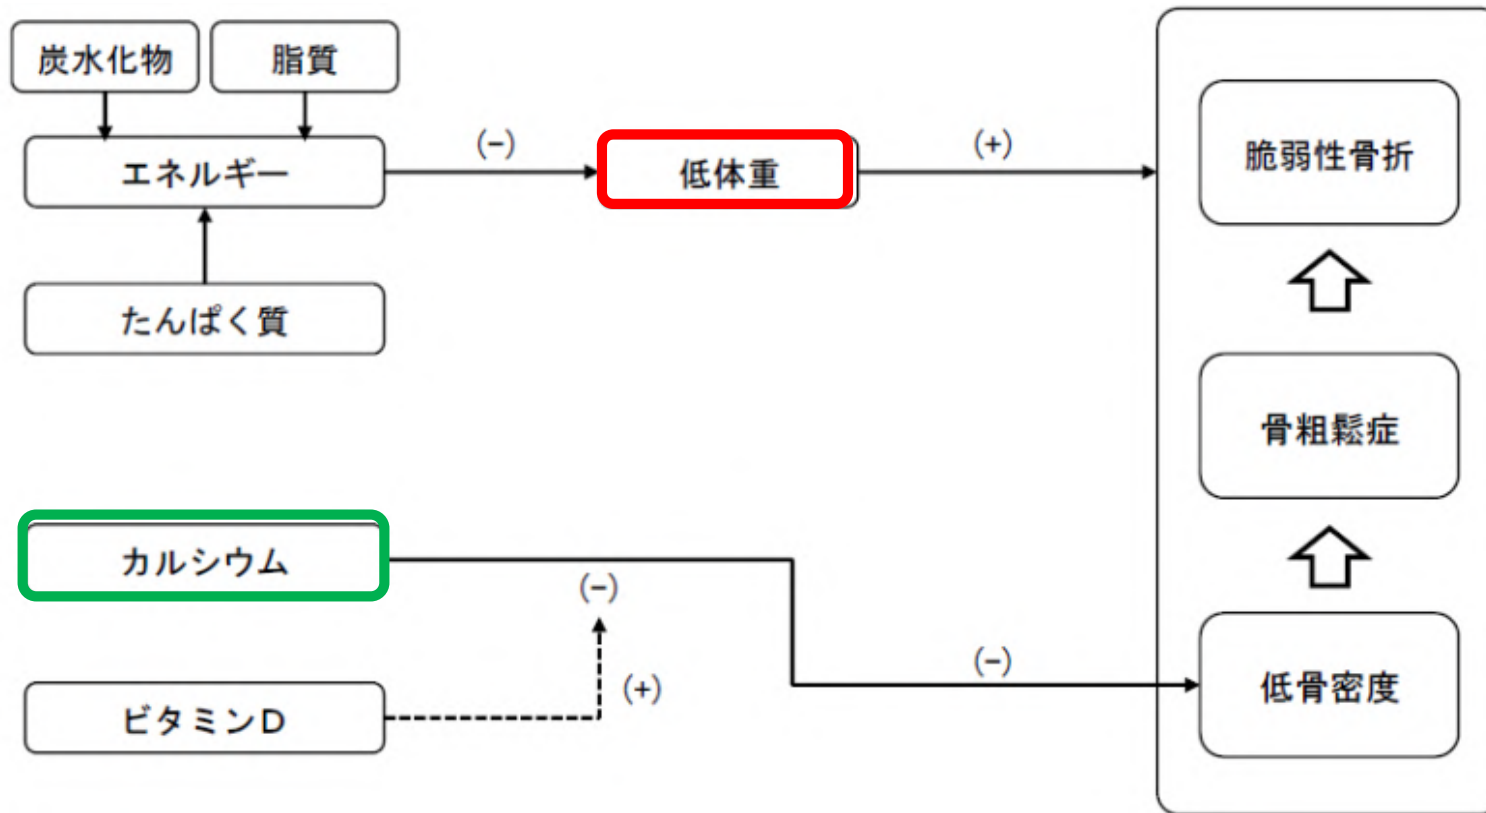 炭水化物
脂質
エネルギー
(−)
低体重
(+)
脆弱性骨折
たんぱく質
骨粗鬆症
カルシウム
(−)
(−)
低骨密度
(+)
ビタミンD